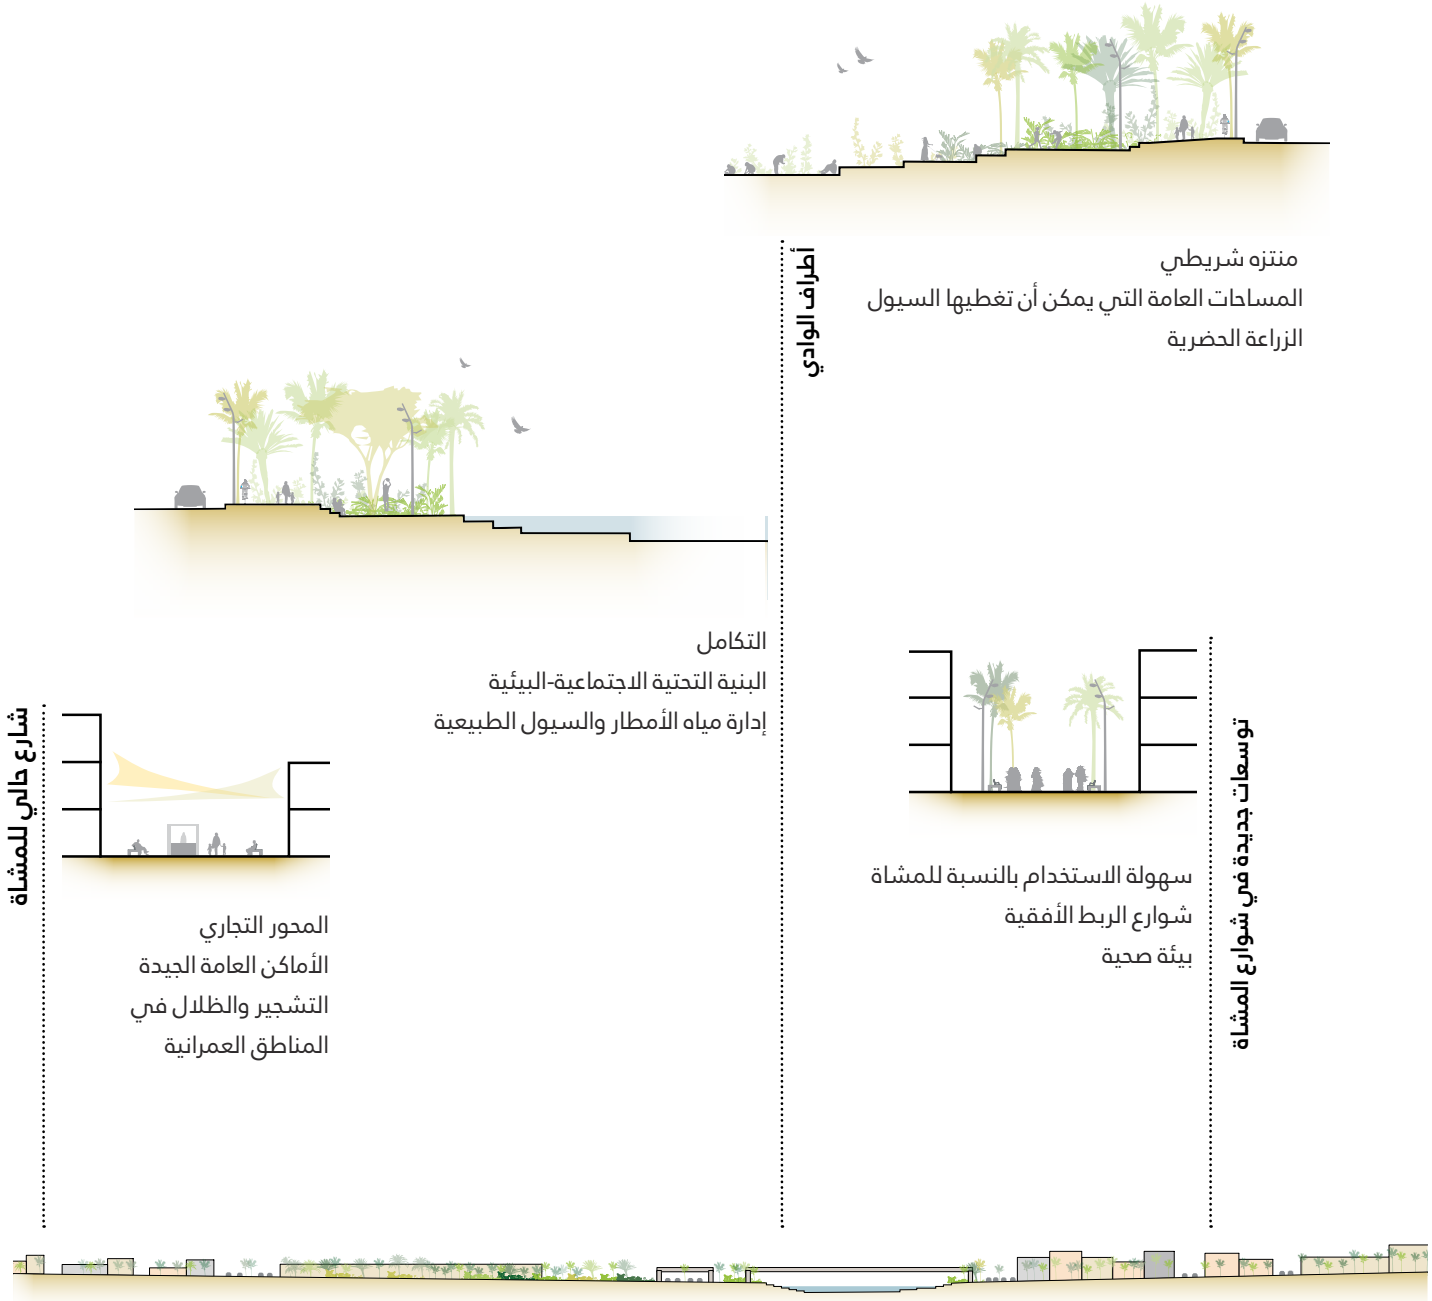 منتزه شريطي
المساحات العامة التي يمكن أن تغطيها السيول
الزراعة الحضرية
أطراف الوادي
التكامل
البنية التحتية الاجتماعية-البيئية
إدارة مياه الأمطار والسيول الطبيعية
توسعات جديدة في شوارع المشاة
سهولة الاستخدام بالنسبة للمشاة
شوارع الربط الأفقية
بيئة صحية
شارع حالي للمشاة
المحور التجاري
الأماكن العامة الجيدة
التشجير والظلال في
المناطق العمرانية